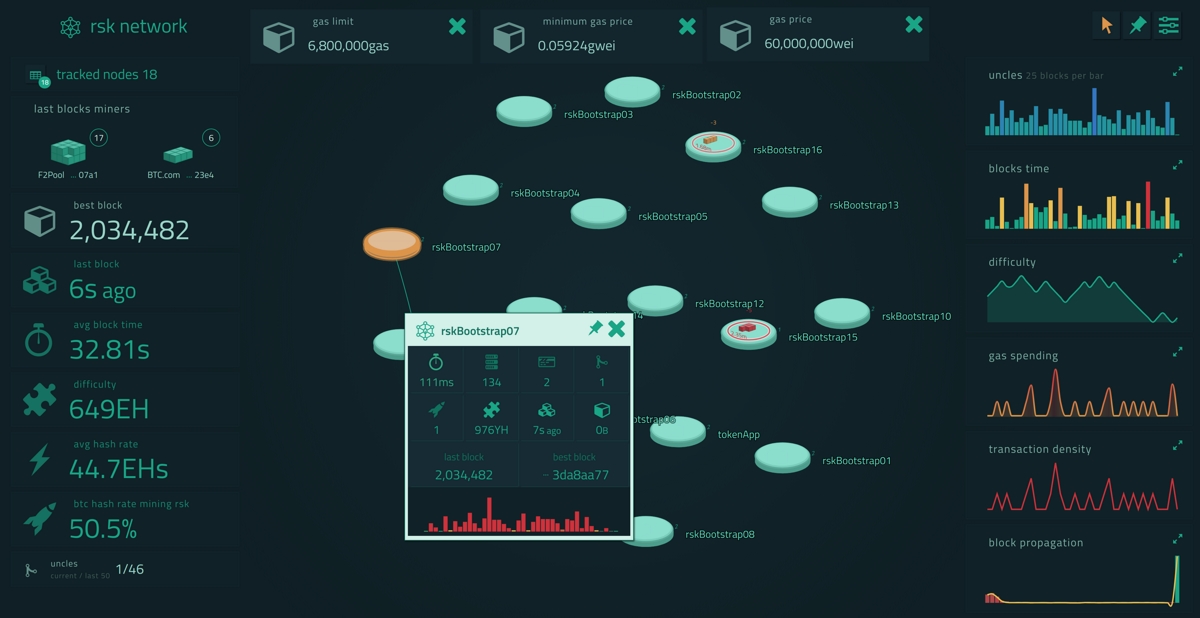 rsk network
tracked nodes 18
18
last blocks miners
17
6
F2Pool ... 07a1
BTC.com ... 23e4
best block
2,034,482
last block
6s ago
avg block time
32.81s
difficulty
649EH
avg hash rate
44.7EHs
btc hash rate mining rsk
50.5%
uncles
current / last 50
1/46
gas limit
6,800,000gas
minimum gas price
0.05924gwei
gas price
60,000,000wei
rskBootstrap02
rskBootstrap03
rskBootstrap16
rskBootstrap04
rskBootstrap13
rskBootstrap05
rskBootstrap07
rskBootstrap12
rskBootstrap10
rskBootstrap15
tokenApp
rskBootstrap01
rskBootstrap08
rskBootstrap07
111ms
134
2
1
1
976YH
7s ago
0B
last block
2,034,482
best block
··· 3da8aa77
uncles 25 blocks per bar
blocks time
difficulty
gas spending
transaction density
block propagation